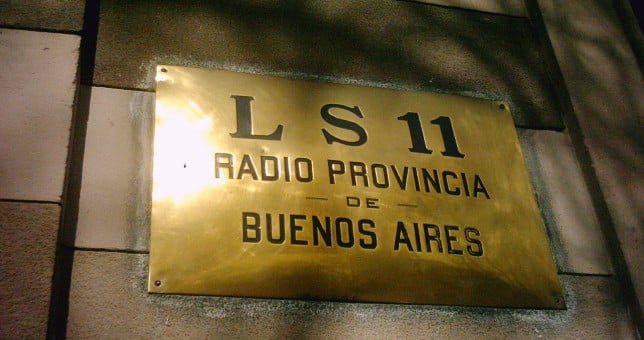 LS 11
RADIO PROVINCIA
— DE —
BUENOS AIRES